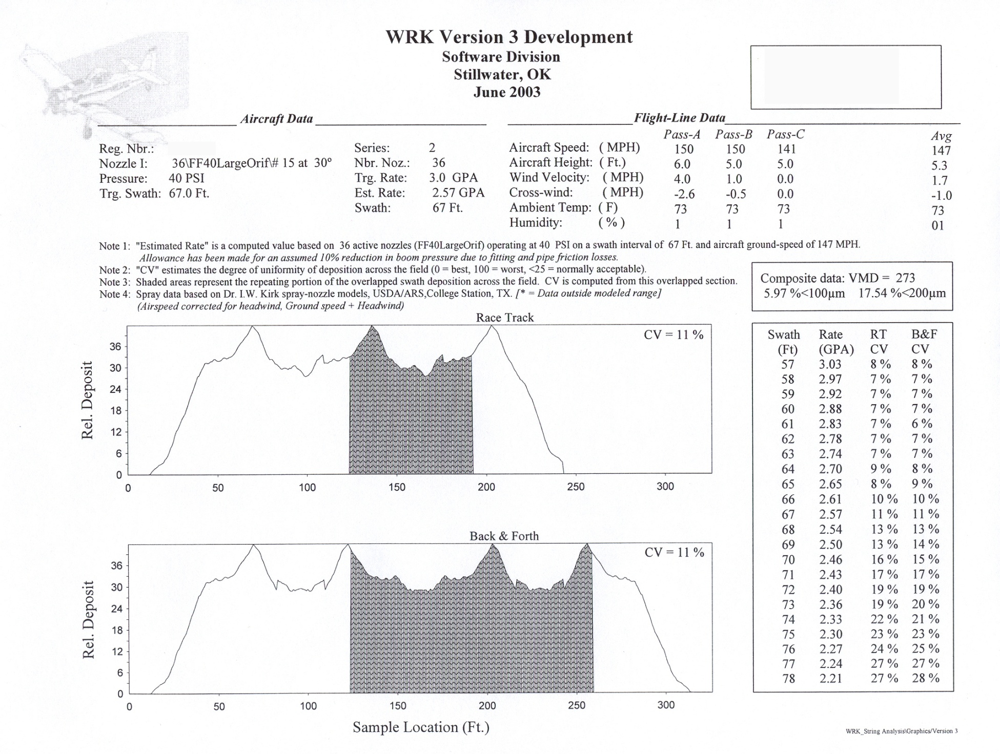 WRK Version 3 Development
Software Division
Stillwater, OK
June 2003
Aircraft Data
Reg. Nbr.:
Nozzle I: 36\FF40LargeOrif\# 15 at 30º
Pressure: 40 PSI
Trg. Swath: 67.0 Ft.
Series: 2
Nbr. Noz.: 36
Trg. Rate: 3.0 GPA
Est. Rate: 2.57 GPA
Swath: 67 Ft.
Flight-Line Data
Pass-A Pass-B Pass-C Avg
Aircraft Speed: ( MPH) 150 150 141 147
Aircraft Height: ( Ft.) 6.0 5.0 5.0 5.3
Wind Velocity: ( MPH) 4.0 1.0 0.0 1.7
Cross-wind: ( MPH) -2.6 -0.5 0.0 -1.0
Ambient Temp: ( F) 73 73 73 73
Humidity: ( % ) 1 1 1 01
Note 1: "Estimated Rate" is a computed value based on 36 active nozzles (FF40LargeOrif) operating at 40 PSI on a swath interval of 67 Ft. and aircraft ground-speed of 147 MPH.
Allowance has been made for an assumed 10% reduction in boom pressure due to fitting and pipe friction losses.
Note 2: "CV" estimates the degree of uniformity of deposition across the field (0 = best, 100 = worst, <25 = normally acceptable).
Note 3: Shaded areas represent the repeating portion of the overlapped swath deposition across the field. CV is computed from this overlapped section.
Note 4: Spray data based on Dr. I.W. Kirk spray-nozzle models, USDA/ARS,College Station, TX. [* = Data outside modeled range]
(Airspeed corrected for headwind, Ground speed + Headwind)
Composite data: VMD = 273
5.97 %<100µm 17.54 %<200µm
Race Track
CV = 11 %
Rel. Deposit
36
30
24
18
12
6
0
0 50 100 150 200 250 300
Back & Forth
CV = 11 %
Rel. Deposit
36
30
24
18
12
6
0
0 50 100 150 200 250 300
Sample Location (Ft.)
Swath Rate RT B&F
(Ft) (GPA) CV CV
57 3.03 8 % 8 %
58 2.97 7 % 7 %
59 2.92 7 % 7 %
60 2.88 7 % 7 %
61 2.83 7 % 6 %
62 2.78 7 % 7 %
63 2.74 7 % 7 %
64 2.70 9 % 8 %
65 2.65 8 % 9 %
66 2.61 10 % 10 %
67 2.57 11 % 11 %
68 2.54 13 % 13 %
69 2.50 13 % 14 %
70 2.46 16 % 15 %
71 2.43 17 % 17 %
72 2.40 19 % 19 %
73 2.36 19 % 20 %
74 2.33 22 % 21 %
75 2.30 23 % 23 %
76 2.27 24 % 25 %
77 2.24 27 % 27 %
78 2.21 27 % 28 %
WRK_String Analysis\Graphics/Version 3